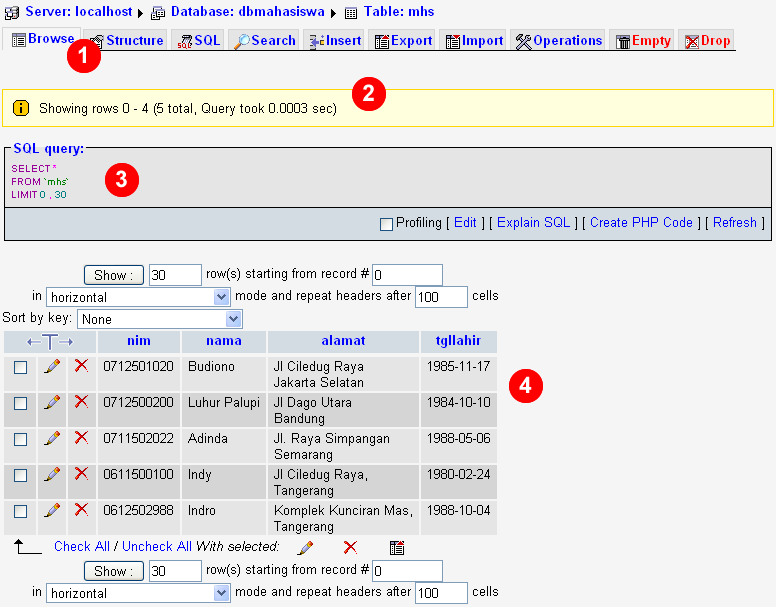 Server: localhost Database: dbmahasiswa Table: mhs
Browse Structure SQL Search Insert Export Import Operations Empty Drop
1
2
Showing rows 0 - 4 (5 total, Query took 0.0003 sec)
SQL query:
SELECT *
FROM `mhs`
LIMIT 0 , 30
3
Profiling [ Edit ] [ Explain SQL ] [ Create PHP Code ] [ Refresh ]
Show : 30 row(s) starting from record # 0
in horizontal mode and repeat headers after 100 cells
Sort by key: None
←T→ nim nama alamat tgllahir
0712501020 Budiono Jl Ciledug Raya 1985-11-17
Jakarta Selatan
4
0712500200 Luhur Palupi Jl Dago Utara 1984-10-10
Bandung
0711502022 Adinda Jl. Raya Simpangan 1988-05-06
Semarang
0611500100 Indy Jl Ciledug Raya, 1980-02-24
Tangerang
0612502988 Indro Komplek Kunciran Mas, 1988-10-04
Tangerang
Check All / Uncheck All With selected:
Show : 30 row(s) starting from record # 0
in horizontal mode and repeat headers after 100 cells